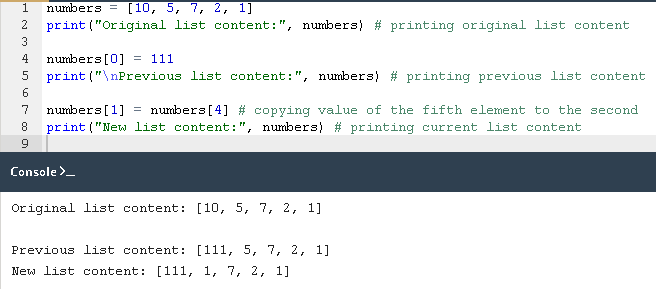 1 numbers = [10, 5, 7, 2, 1]
2 print("Original list content:", numbers) # printing original list content
3
4 numbers[0] = 111
5 print("\nPrevious list content:", numbers) # printing previous list content
6
7 numbers[1] = numbers[4] # copying value of the fifth element to the second
8 print("New list content:", numbers) # printing current list content
9
Console >_
Original list content: [10, 5, 7, 2, 1]
Previous list content: [111, 5, 7, 2, 1]
New list content: [111, 1, 7, 2, 1]